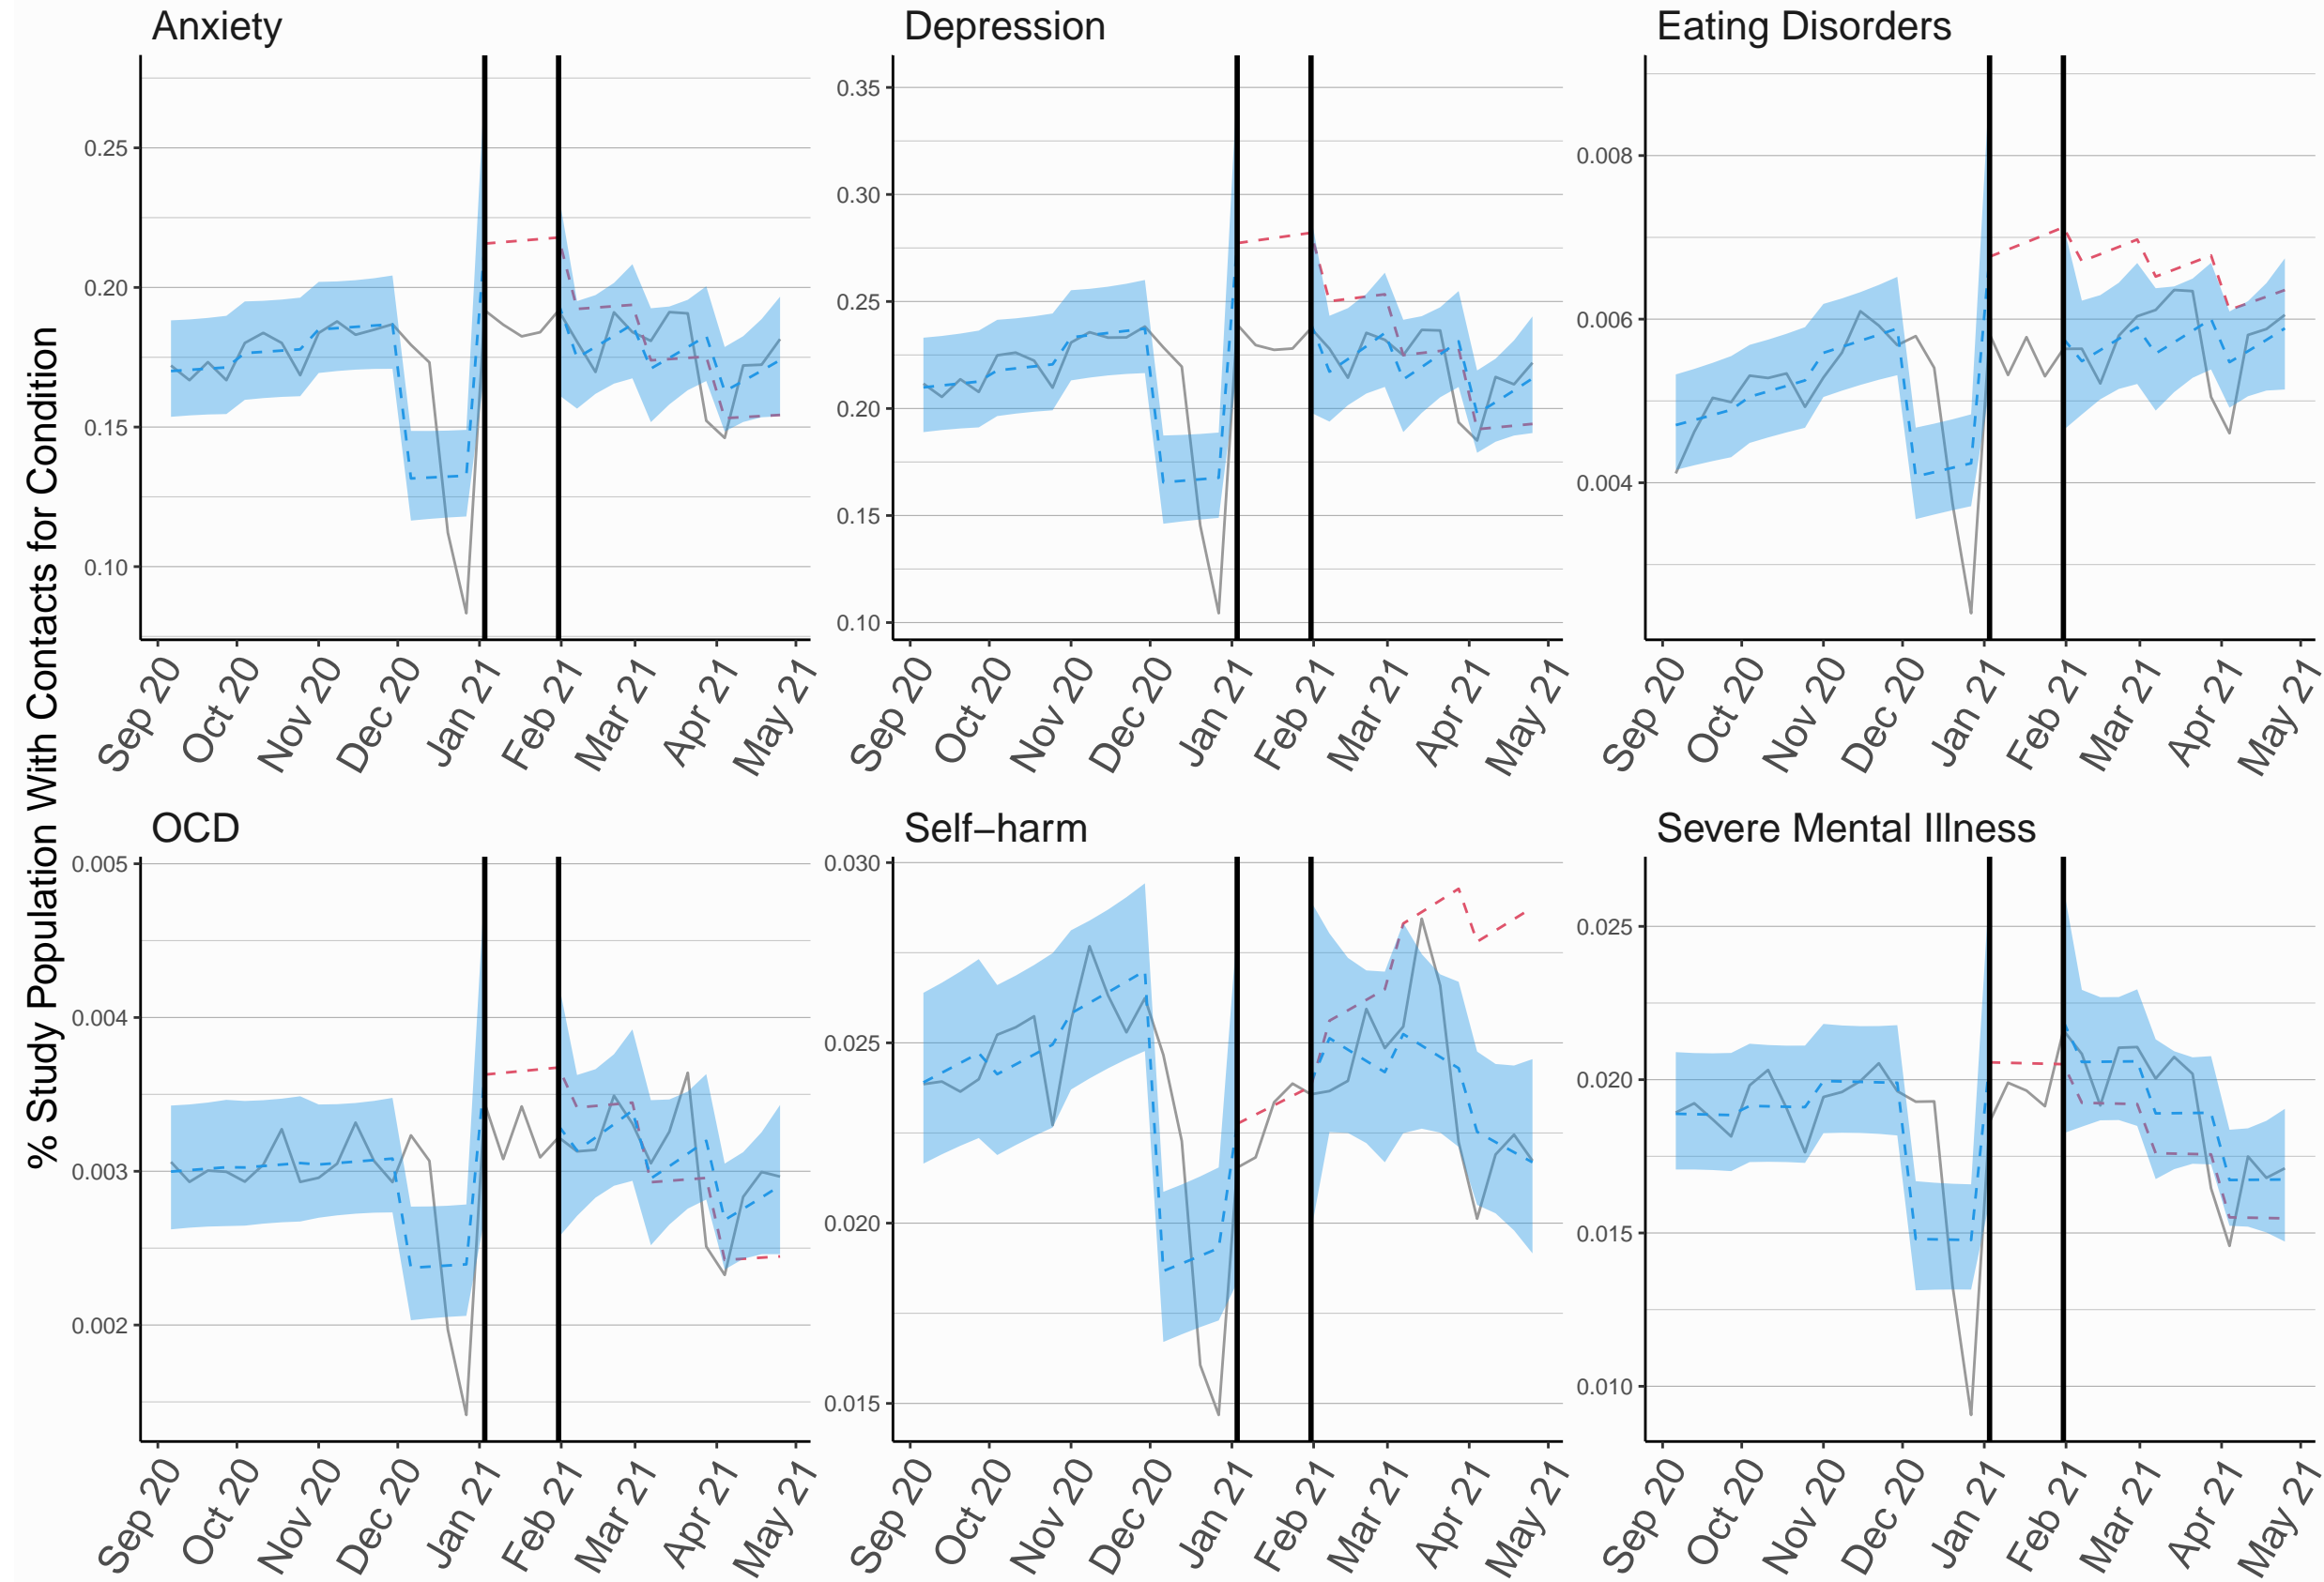 % Study Population With Contacts for Condition
Anxiety
0.25
0.20
0.15
0.10
Sep 20
Oct 20
Nov 20
Dec 20
Jan 21
Feb 21
Mar 21
Apr 21
May 21
Depression
0.35
0.30
0.25
0.20
0.15
0.10
Sep 20
Oct 20
Nov 20
Dec 20
Jan 21
Feb 21
Mar 21
Apr 21
May 21
Eating Disorders
0.008
0.006
0.004
Sep 20
Oct 20
Nov 20
Dec 20
Jan 21
Feb 21
Mar 21
Apr 21
May 21
OCD
0.005
0.004
0.003
0.002
Sep 20
Oct 20
Nov 20
Dec 20
Jan 21
Feb 21
Mar 21
Apr 21
May 21
Self−harm
0.030
0.025
0.020
0.015
Sep 20
Oct 20
Nov 20
Dec 20
Jan 21
Feb 21
Mar 21
Apr 21
May 21
Severe Mental Illness
0.025
0.020
0.015
0.010
Sep 20
Oct 20
Nov 20
Dec 20
Jan 21
Feb 21
Mar 21
Apr 21
May 21